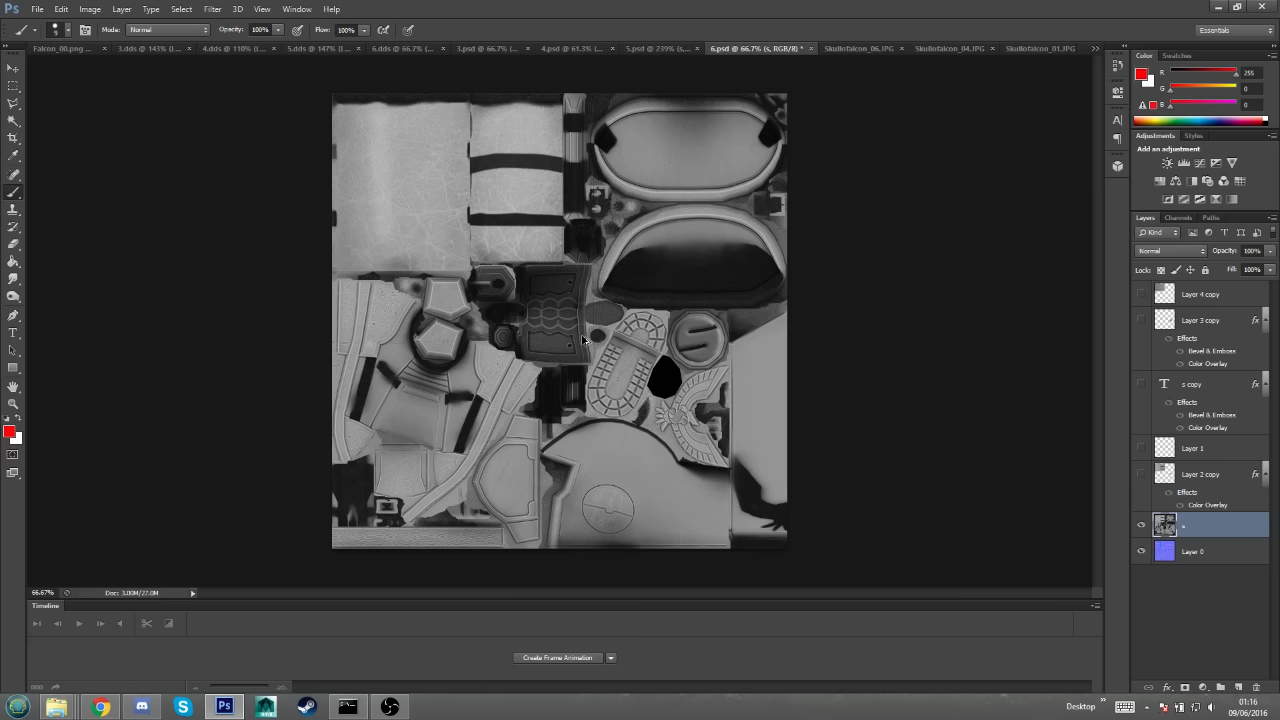 Ps File Edit Image Layer Type Select Filter 3D View Window Help
Mode: Normal Opacity: 100% Flow: 100% Essentials
Falcon_00.png ... × 3.dds @ 143% (L... × 4.dds @ 110% (... × 5.dds @ 147% (... × 6.dds @ 66.7% ... × 3.psd @ 66.7% (... × 4.psd @ 61.3% (... × 5.psd @ 239% (s,... × 6.psd @ 66.7% (s, RGB/8) * × Skullofalcon_06.JPG × Skullofalcon_04.JPG × Skullofalcon_01.JPG
Color Swatches
R 255
G 0
B 0
Adjustments Styles
Add an adjustment
Layers Channels Paths
Kind
Normal Opacity: 100%
Lock: Fill: 100%
Layer 4 copy
Layer 3 copy fx
Effects
Bevel & Emboss
Color Overlay
T s copy fx
Effects
Bevel & Emboss
Color Overlay
Layer 1
Layer 2 copy fx
Effects
Color Overlay
s
Layer 0
66.67% Doc: 3.00M/27.0M
Timeline
Create Frame Animation
Desktop
01:16
09/06/2016